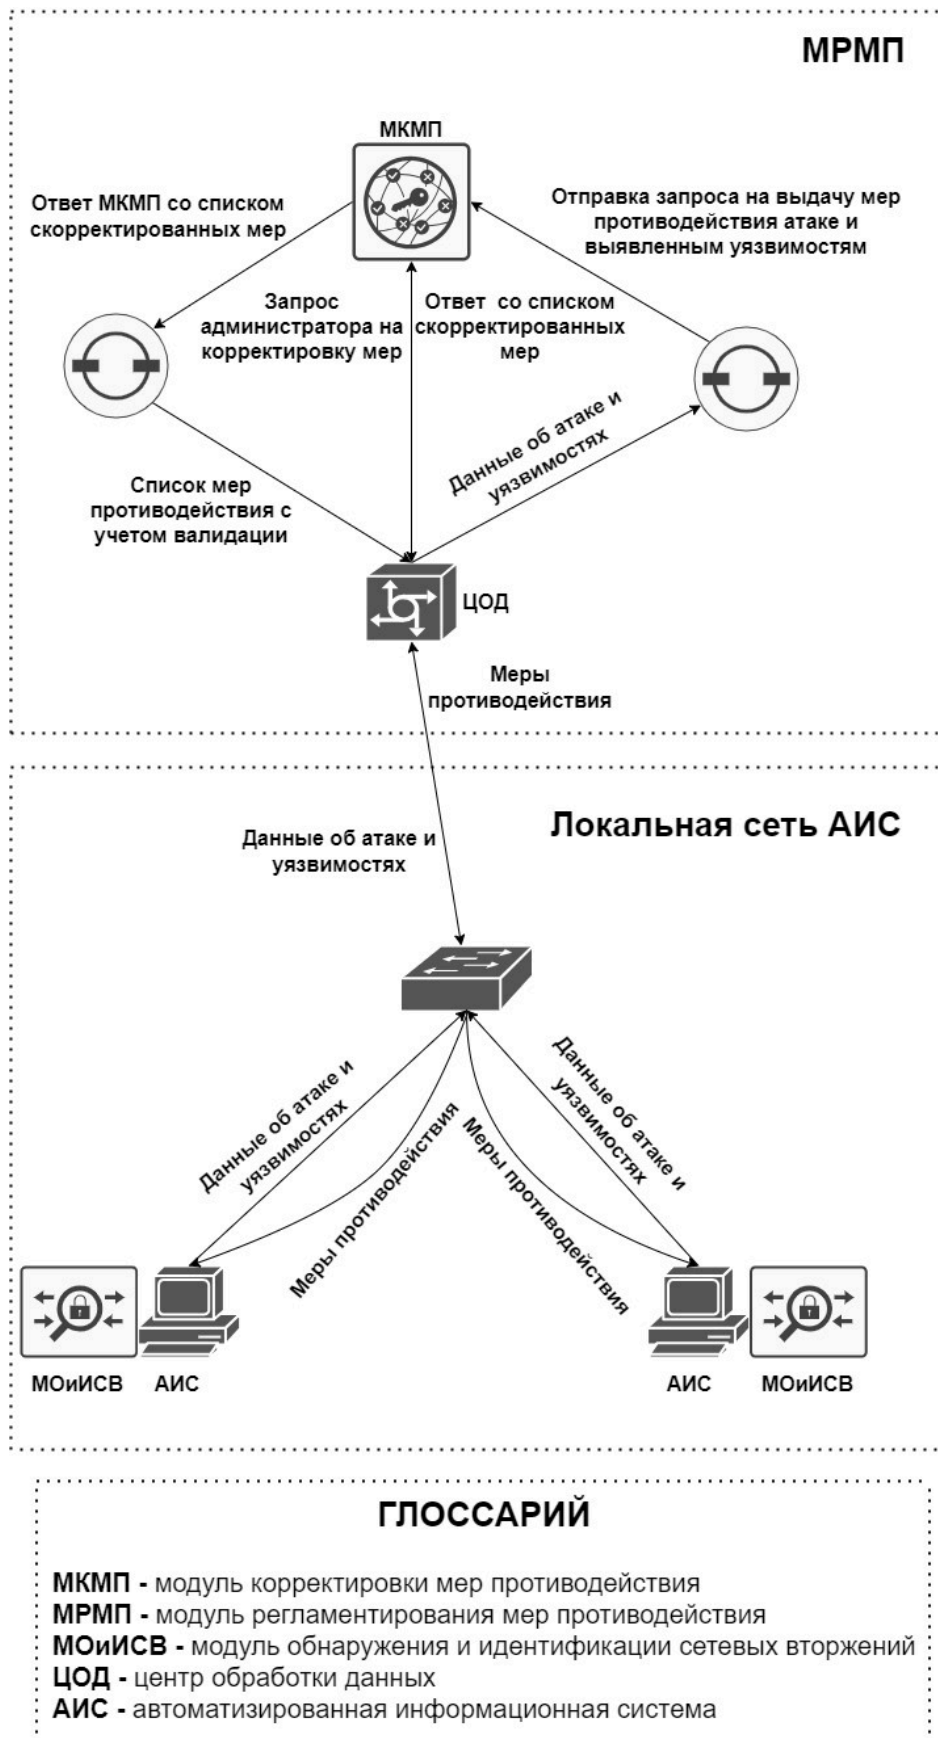 МРМП
МКМП
Ответ МКМП со списком
скорректированных мер
Отправка запроса на выдачу мер
противодействия атаке и
выявленным уязвимостям
Запрос
администратора на
корректировку мер
Ответ со списком
скорректированных
мер
Данные об атаке и
уязвимостях
Список мер
противодействия с
учетом валидации
ЦОД
Меры
противодействия
Локальная сеть АИС
Данные об атаке и
уязвимостях
Данные об атаке и
уязвимостях
Меры противодействия
Меры противодействия
Данные об атаке и
уязвимостях
МОиИСВ
АИС
АИС
МОиИСВ
ГЛОССАРИЙ
МКМП - модуль корректировки мер противодействия
МРМП - модуль регламентирования мер противодействия
МОиИСВ - модуль обнаружения и идентификации сетевых вторжений
ЦОД - центр обработки данных
АИС - автоматизированная информационная система